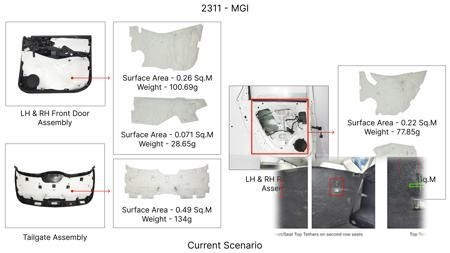 2311 - MGI
Surface Area - 0.26 Sq.M
Weight - 100.69g
LH & RH Front Door
Assembly
Surface Area - 0.071 Sq.M
Weight - 28.65g
Surface Area - 0.22 Sq.M
Weight - 77.85g
LH & RH R
Assem
Sq.M
Surface Area - 0.49 Sq.M
Weight - 134g
Tailgate Assembly
Seat Top Tethers on second row seats
Top
Current Scenario